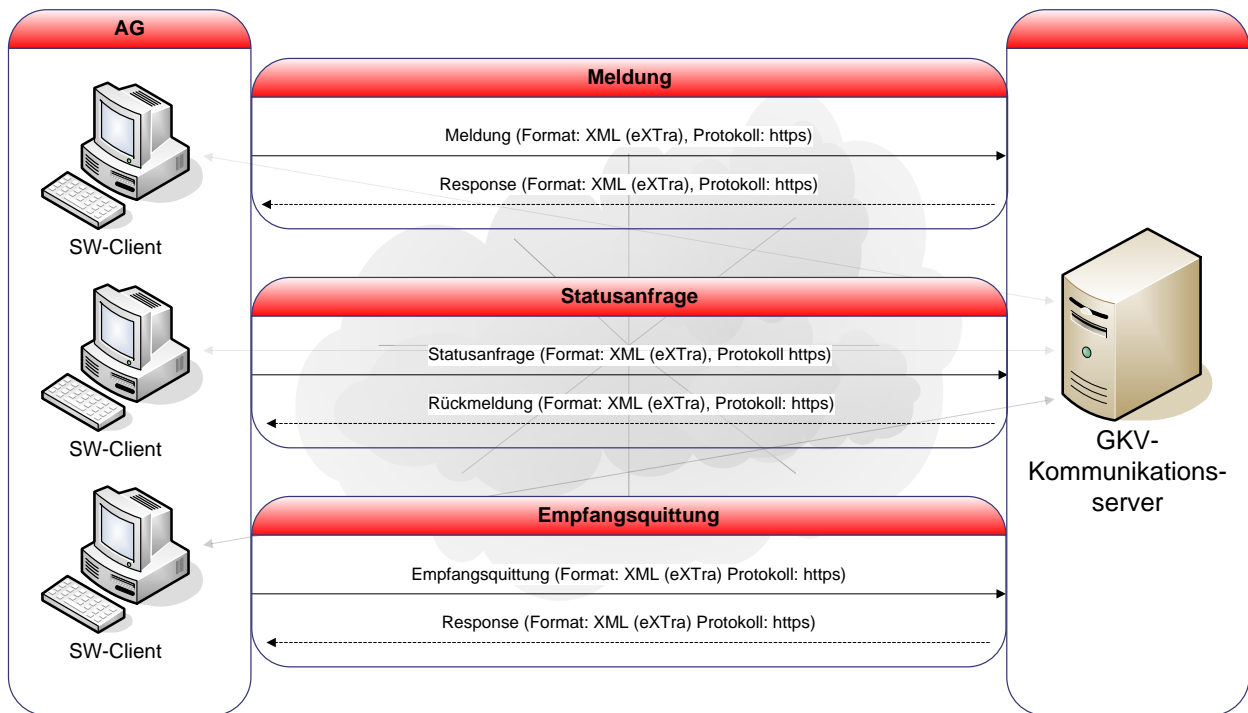 AG
Meldung
Meldung (Format: XML (eXTra), Protokoll: https)
Response (Format: XML (eXTra), Protokoll: https)
SW-Client
Statusanfrage
Statusanfrage (Format: XML (eXTra), Protokoll https)
Rückmeldung (Format: XML (eXTra), Protokoll: https)
SW-Client
GKV-
Kommunikations-
server
Empfangsquittung
Empfangsquittung (Format: XML (eXTra) Protokoll: https)
Response (Format: XML (eXTra) Protokoll: https)
SW-Client